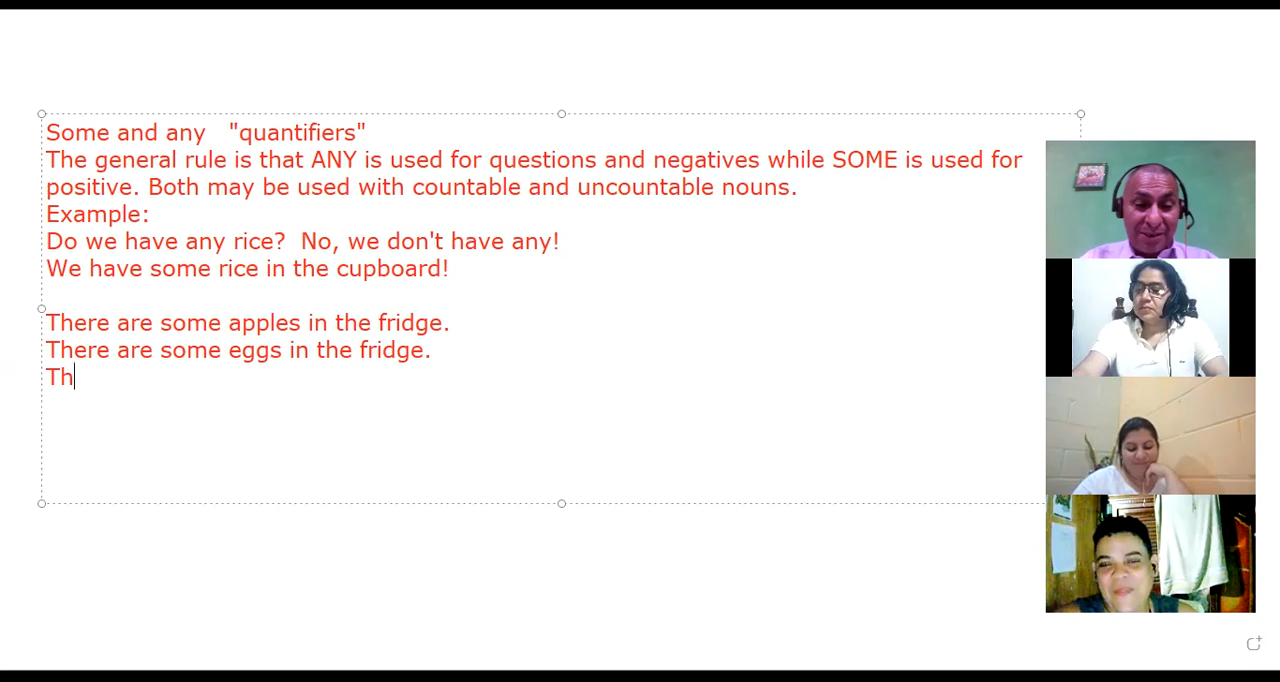 Some and any "quantifiers"
The general rule is that ANY is used for questions and negatives while SOME is used for
positive. Both may be used with countable and uncountable nouns.
Example:
Do we have any rice? No, we don't have any!
We have some rice in the cupboard!
There are some apples in the fridge.
There are some eggs in the fridge.
Th